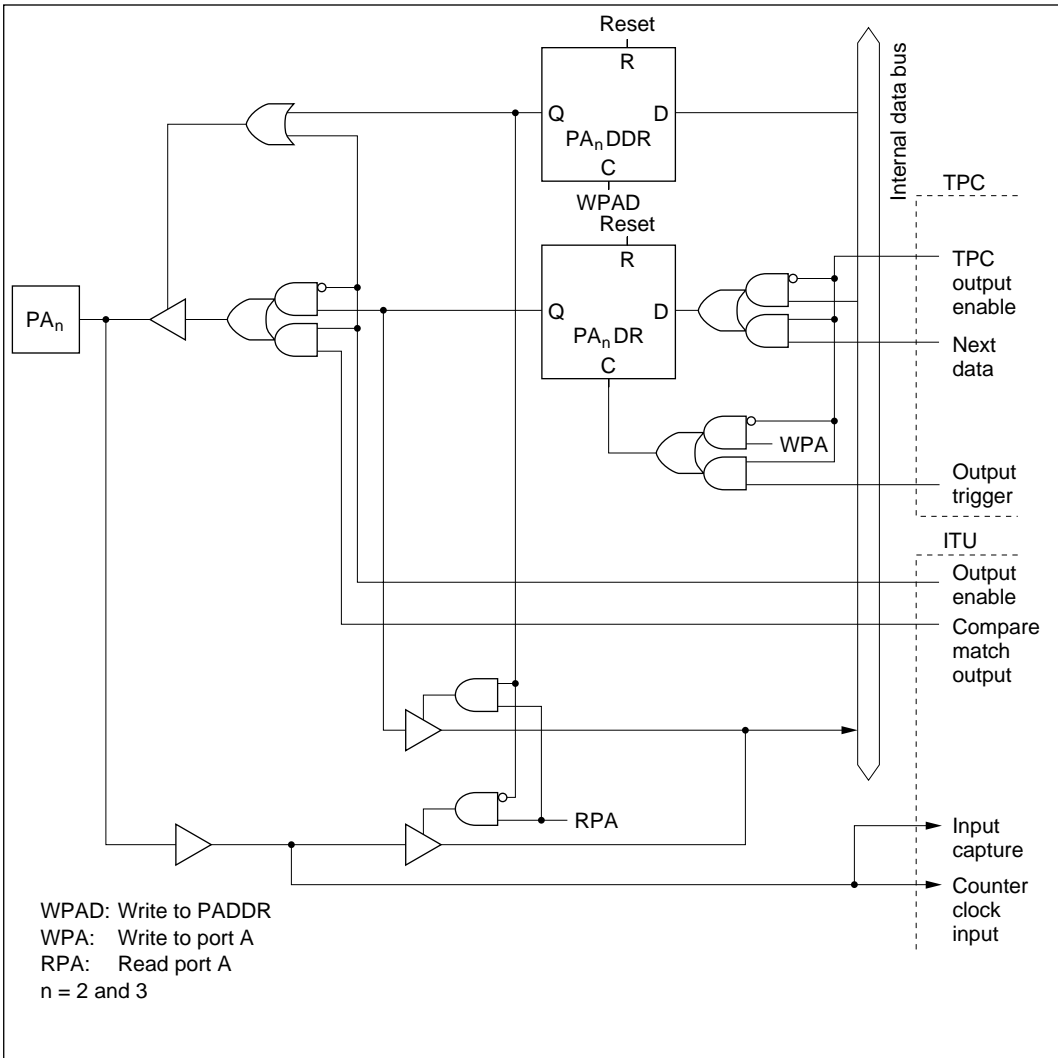 Reset
R
Q
D
PAnDDR
C
WPAD
Internal data bus
TPC
Reset
R
Q
D
PAnDR
C
PAn
TPC
output
enable
Next
data
WPA
Output
trigger
ITU
Output
enable
Compare
match
output
RPA
Input
capture
Counter
clock
input
WPAD: Write to PADDR
WPA: Write to port A
RPA: Read port A
n = 2 and 3